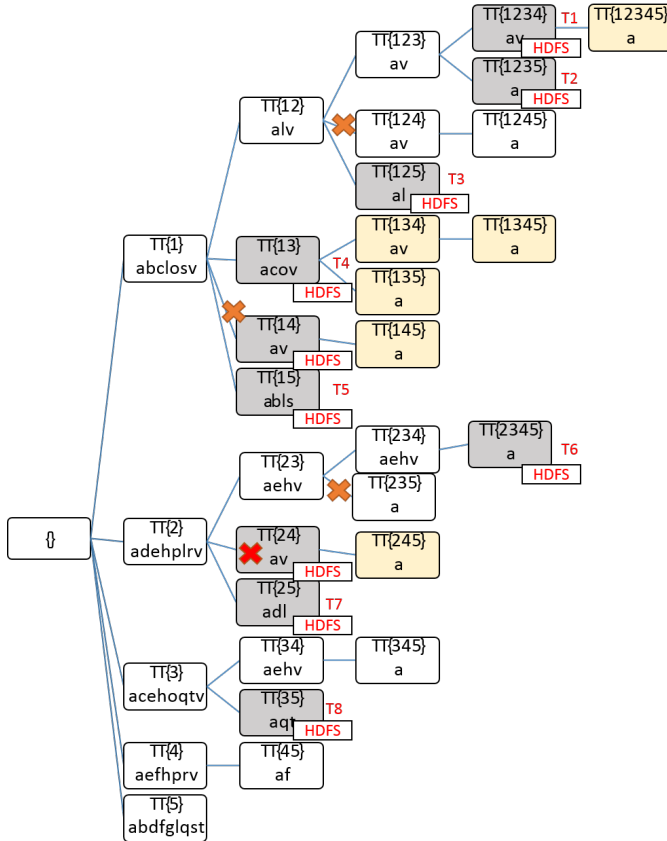 TT{1234}
av
T1
HDFS
TT{12345}
a
TT{123}
av
TT{1235}
a
T2
HDFS
TT{12}
alv
TT{124}
av
TT{1245}
a
TT{125}
al
T3
HDFS
TT{1}
abclosv
TT{13}
acov
T4
HDFS
TT{134}
av
TT{1345}
a
TT{135}
a
TT{14}
av
HDFS
TT{145}
a
TT{15}
abls
T5
HDFS
{}
TT{2}
adehplrv
TT{23}
aehv
TT{234}
aehv
TT{2345}
a
T6
HDFS
TT{235}
a
TT{24}
av
HDFS
TT{245}
a
TT{25}
adl
T7
HDFS
TT{3}
acehoqtv
TT{34}
aehv
TT{345}
a
TT{35}
aqt
T8
HDFS
TT{4}
aefhprv
TT{45}
af
TT{5}
abdfglqst